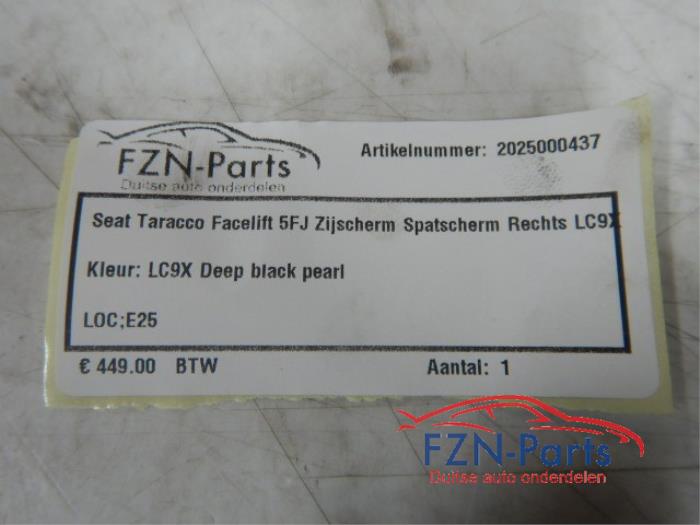 FZN-Parts
Duitse auto onderdelen
Artikelnummer: 2025000437
Seat Taracco Facelift 5FJ Zijscherm Spatscherm Rechts LC9X
Kleur: LC9X Deep black pearl
LOC;E25
€ 449.00 BTW
Aantal: 1
FZN-Parts
Duitse auto onderdelen